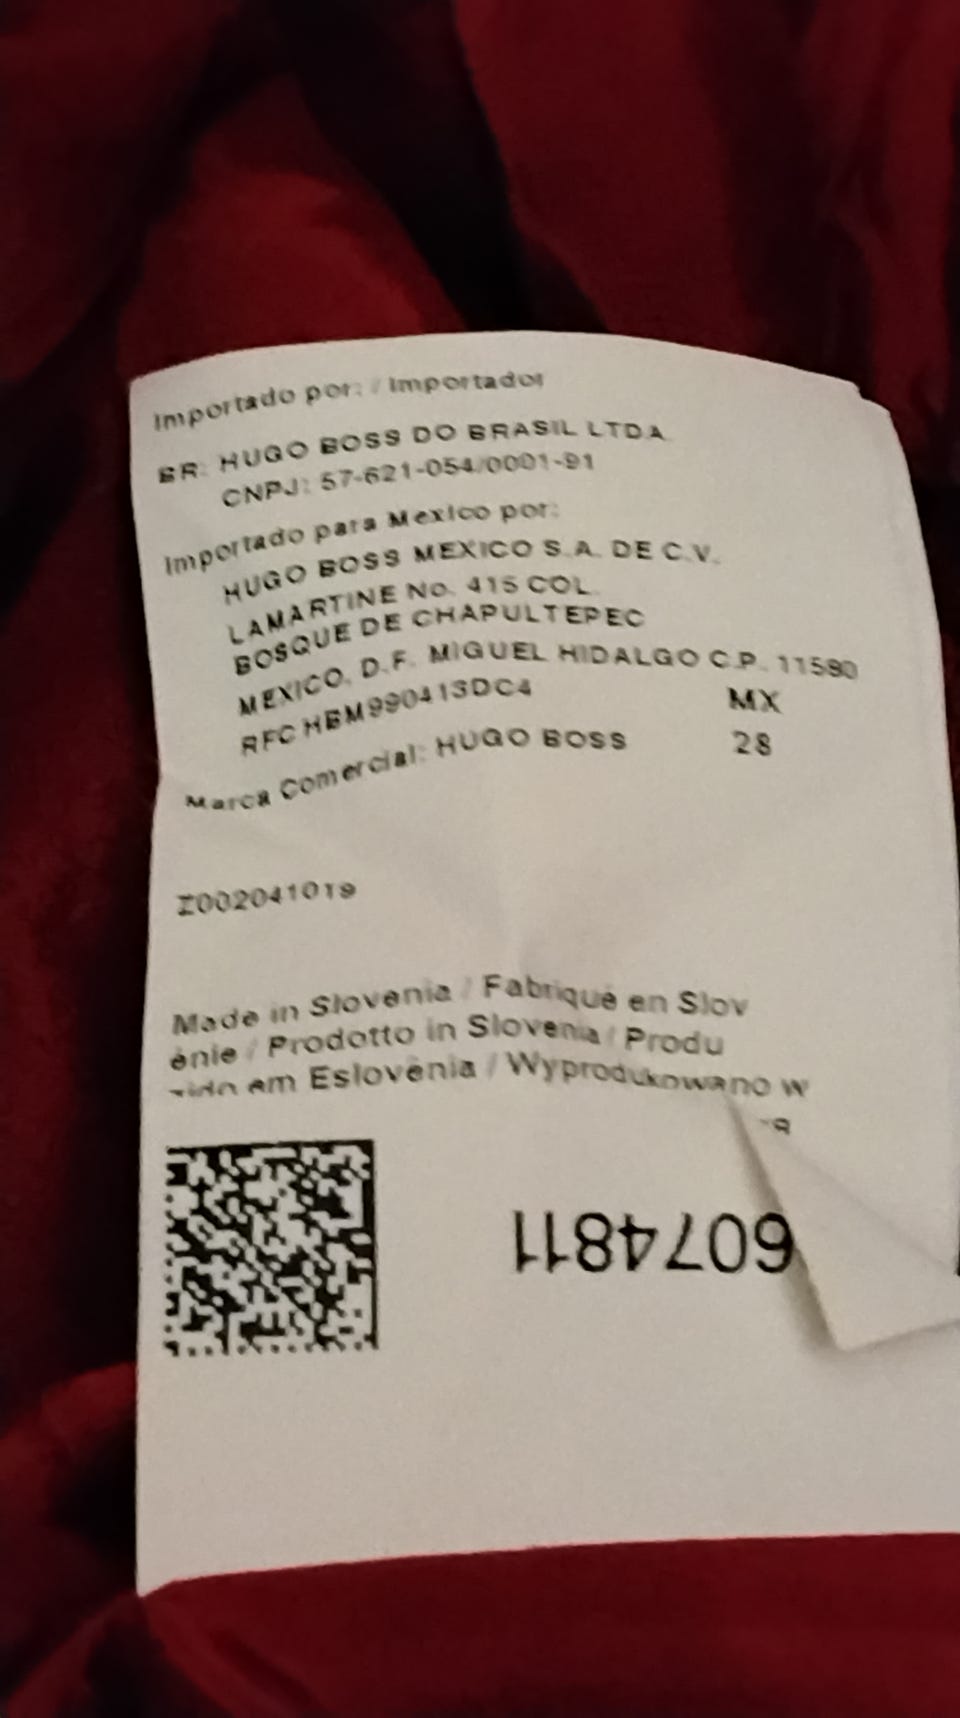 Importado por: / Importador
BR: HUGO BOSS DO BRASIL LTDA
CNPJ: 57-621-054/0001-91
Importado para Mexico por:
HUGO BOSS MEXICO S.A. DE C.V.
LAMARTINE No. 415 COL.
BOSQUE DE CHAPULTEPEC
MEXICO, D.F. MIGUEL HIDALGO C.P. 11580
RFC HBM990413DC4 MX
Marca Comercial: HUGO BOSS 28
Z002041019
Made in Slovenia / Fabriqué en Slov
énie / Prodotto in Slovenia / Produ
zido em Eslovênia / Wyprodukowano w
6074811